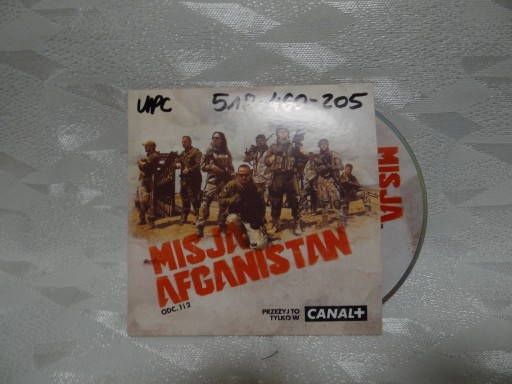 UPC 518-460-205
MISJA
AFGANISTAN
ODC. 1 i 2
PRZEŻYJ TO
TYLKO W
CANAL+
MISJA